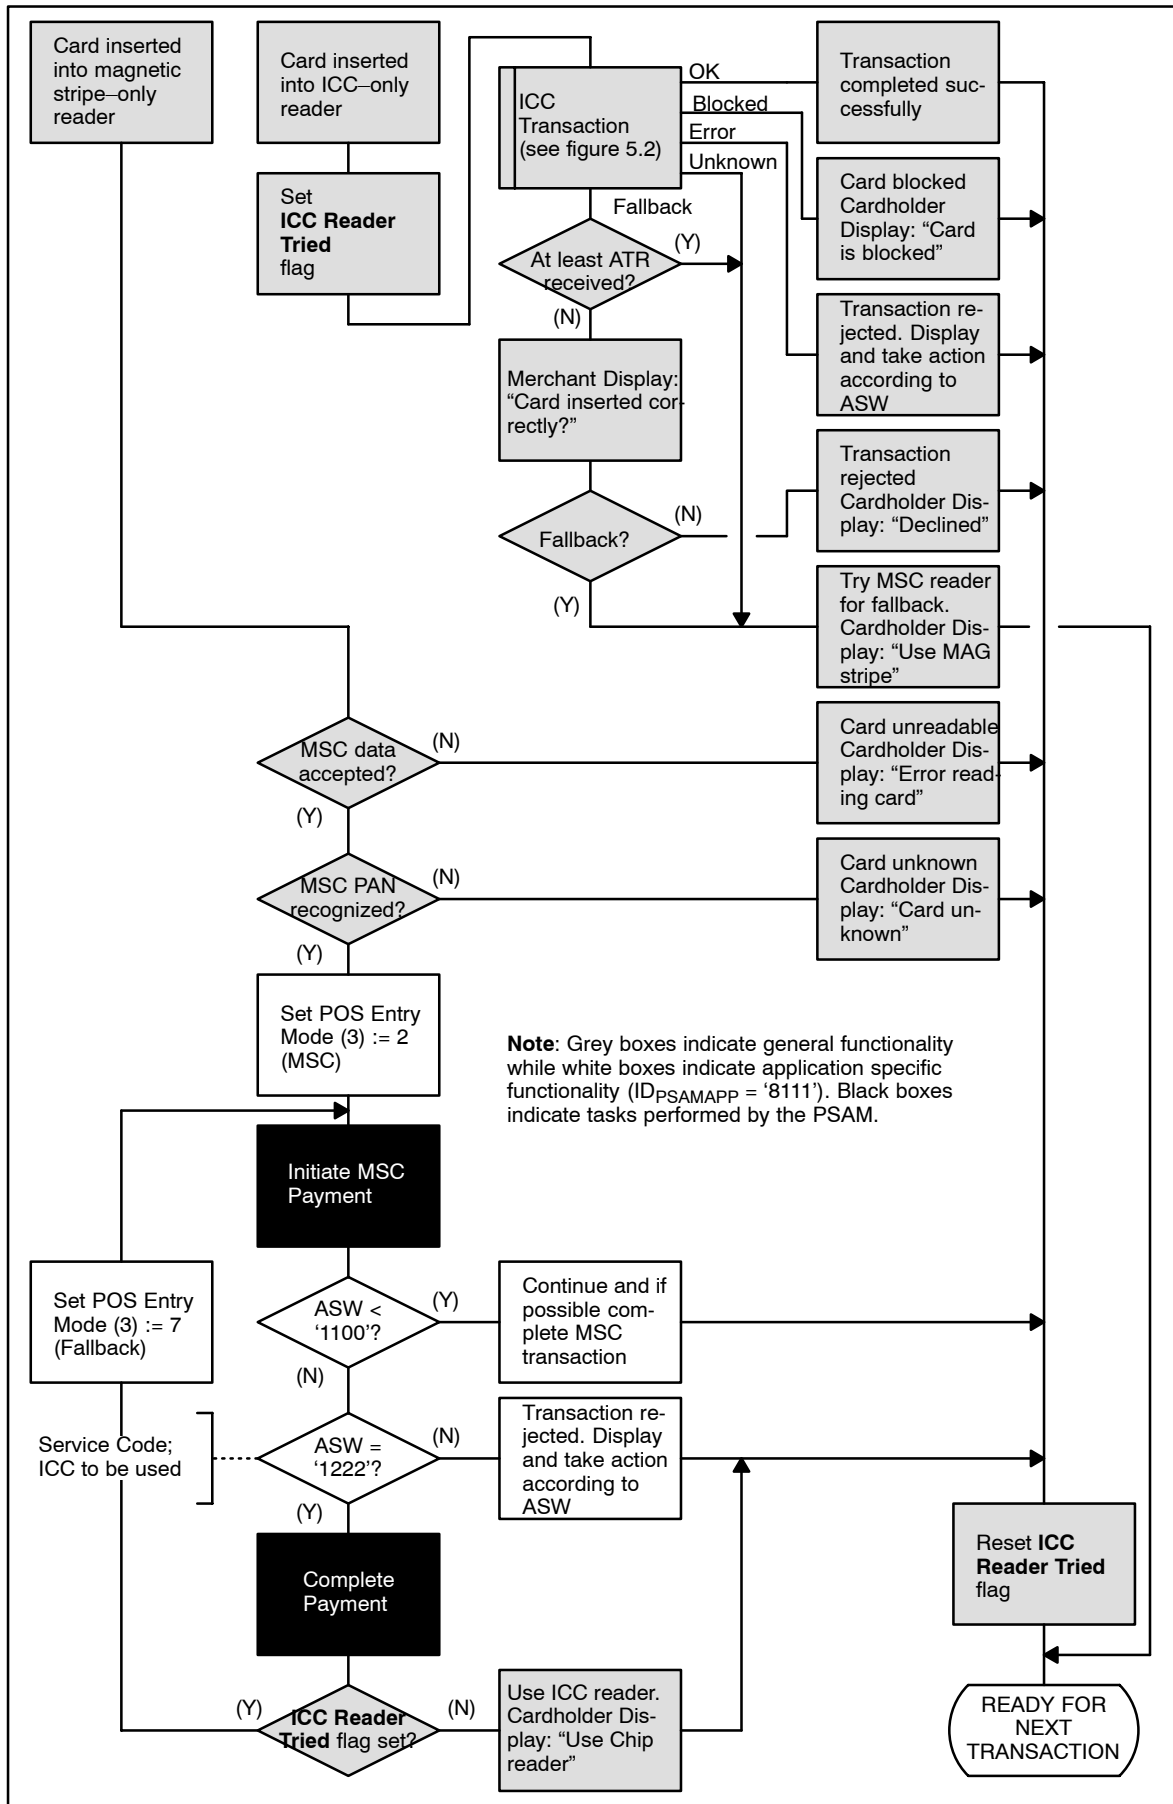 Card inserted
into magnetic
stripe–only
reader
Card inserted
into ICC–only
reader
Set
ICC Reader
Tried
flag
ICC
Transaction
(see figure 5.2)
OK
Blocked
Error
Unknown
Fallback
Transaction
completed suc-
cessfully
Card blocked
Cardholder
Display: “Card
is blocked”
At least ATR
received?
(Y)
(N)
Transaction re-
jected. Display
and take action
according to
ASW
Merchant Display:
“Card inserted cor-
rectly?”
Transaction
rejected
Cardholder Dis-
play: “Declined”
Fallback?
(N)
(Y)
Try MSC reader
for fallback.
Cardholder Dis-
play: “Use MAG
stripe”
MSC data
accepted?
(N)
(Y)
Card unreadable
Cardholder Dis-
play: “Error read-
ing card”
MSC PAN
recognized?
(N)
(Y)
Card unknown
Cardholder Dis-
play: “Card un-
known”
Set POS Entry
Mode (3) := 2
(MSC)
Note: Grey boxes indicate general functionality
while white boxes indicate application specific
functionality (IDPSAMAPP = ‘8111’). Black boxes
indicate tasks performed by the PSAM.
Initiate MSC
Payment
Set POS Entry
Mode (3) := 7
(Fallback)
ASW <
‘1100’?
(Y)
(N)
Continue and if
possible com-
plete MSC
transaction
Service Code;
ICC to be used
ASW =
‘1222’?
(N)
(Y)
Transaction re-
jected. Display
and take action
according to
ASW
Complete
Payment
Reset ICC
Reader Tried
flag
(Y)
ICC Reader
Tried flag set?
(N)
Use ICC reader.
Cardholder Dis-
play: “Use Chip
reader”
READY FOR
NEXT
TRANSACTION